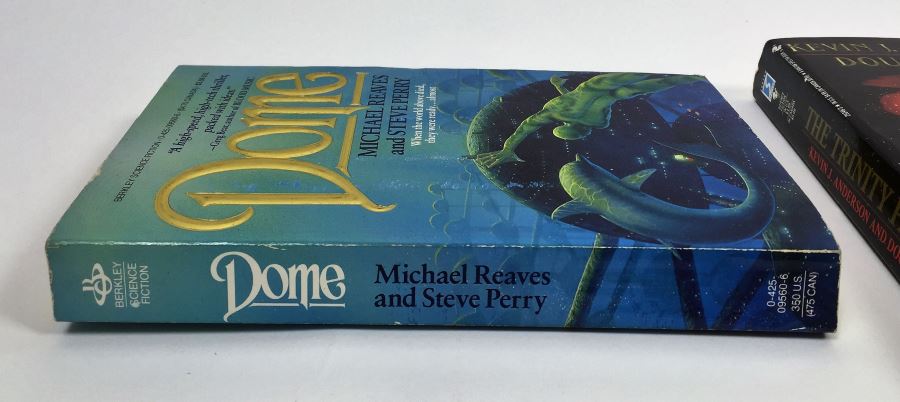 "A high-speed, high-tech thriller,
packed with ideas!"
Dome
MICHAEL REAVES
and STEVE PERRY
When the world above died,
they were ready... almost
BERKLEY
SCIENCE
FICTION
Dome
Michael Reaves
and Steve Perry
0-425-
09560-6
350 U.S.
(475 CAN)
KEVIN J.
DOU
THE TRINITY
KEVIN J. ANDERSON AND DO